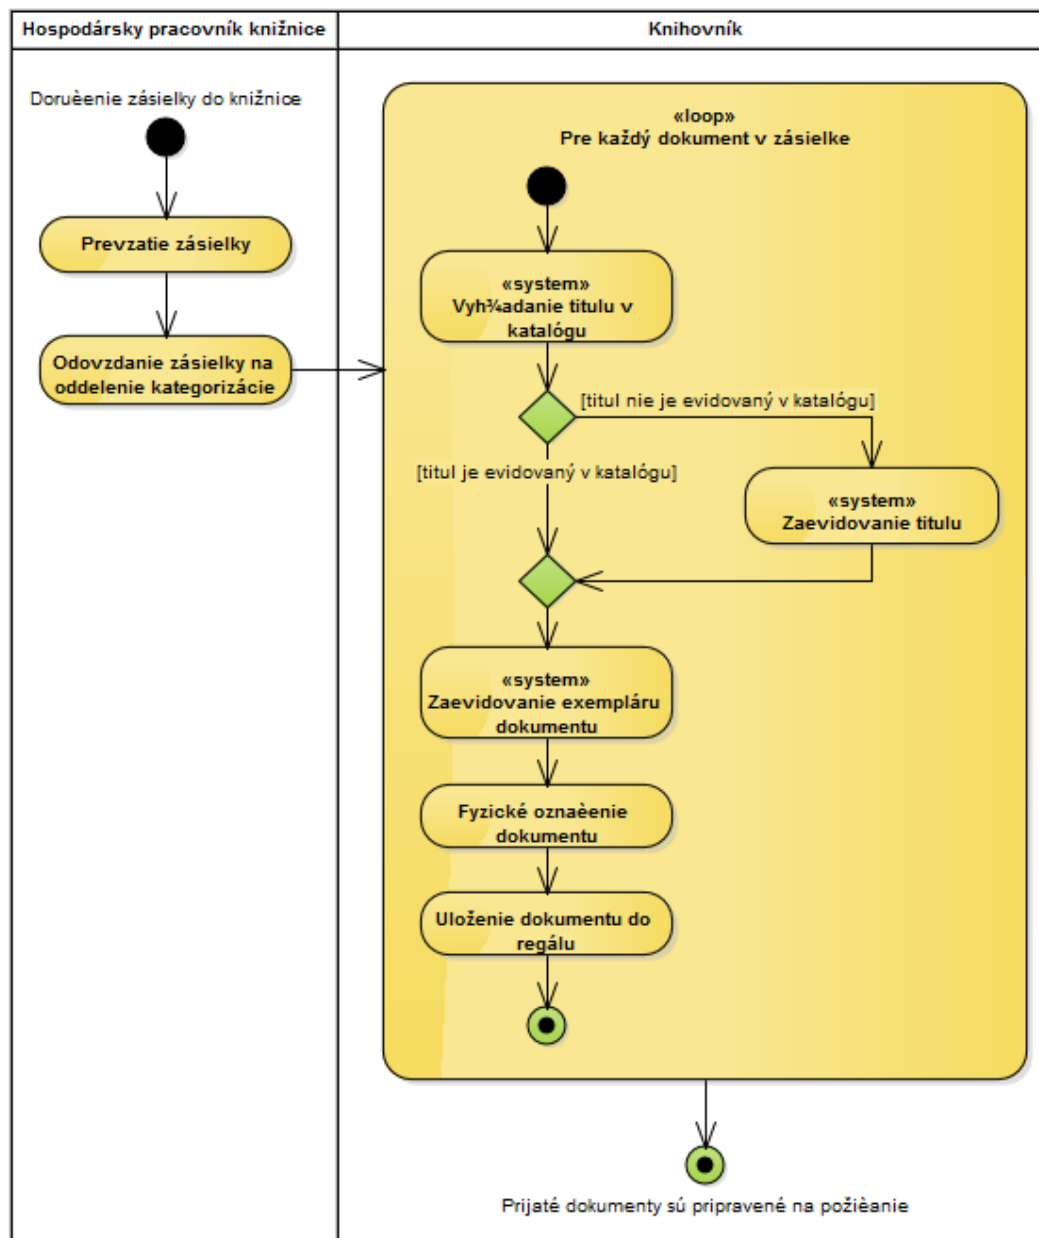 Hospodársky pracovník knižnice
Knihovník
Doruèenie zásielky do knižnice
Prevzatie zásielky
Odovzdanie zásielky na
oddelenie kategorizácie
«loop»
Pre každý dokument v zásielke
«system»
Vyh¾adanie titulu v
katalógu
[titul nie je evidovaný v katalógu]
[titul je evidovaný v katalógu]
«system»
Zaevidovanie titulu
«system»
Zaevidovanie exempláru
dokumentu
Fyzické oznaèenie
dokumentu
Uloženie dokumentu do
regálu
Prijaté dokumenty sú pripravené na požièanie